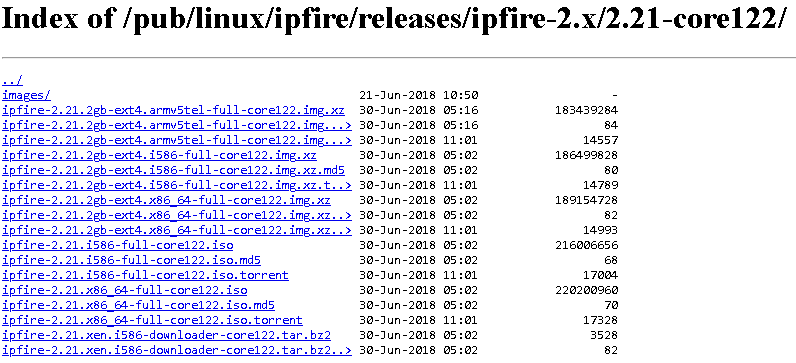 Index of /pub/linux/ipfire/releases/ipfire-2.x/2.21-core122/
../
images/ 21-Jun-2018 10:50 -
ipfire-2.21.2gb-ext4.armv5tel-full-core122.img.xz 30-Jun-2018 05:16 183439284
ipfire-2.21.2gb-ext4.armv5tel-full-core122.img...> 30-Jun-2018 05:16 84
ipfire-2.21.2gb-ext4.armv5tel-full-core122.img...> 30-Jun-2018 11:01 14557
ipfire-2.21.2gb-ext4.i586-full-core122.img.xz 30-Jun-2018 05:02 186499828
ipfire-2.21.2gb-ext4.i586-full-core122.img.xz.md5 30-Jun-2018 05:02 80
ipfire-2.21.2gb-ext4.i586-full-core122.img.xz.t..> 30-Jun-2018 11:01 14789
ipfire-2.21.2gb-ext4.x86_64-full-core122.img.xz 30-Jun-2018 05:02 189154728
ipfire-2.21.2gb-ext4.x86_64-full-core122.img.xz..> 30-Jun-2018 05:02 82
ipfire-2.21.2gb-ext4.x86_64-full-core122.img.xz..> 30-Jun-2018 11:01 14993
ipfire-2.21.i586-full-core122.iso 30-Jun-2018 05:02 216006656
ipfire-2.21.i586-full-core122.iso.md5 30-Jun-2018 05:02 68
ipfire-2.21.i586-full-core122.iso.torrent 30-Jun-2018 11:01 17004
ipfire-2.21.x86_64-full-core122.iso 30-Jun-2018 05:02 220200960
ipfire-2.21.x86_64-full-core122.iso.md5 30-Jun-2018 05:02 70
ipfire-2.21.x86_64-full-core122.iso.torrent 30-Jun-2018 11:01 17328
ipfire-2.21.xen.i586-downloader-core122.tar.bz2 30-Jun-2018 05:02 3528
ipfire-2.21.xen.i586-downloader-core122.tar.bz2..> 30-Jun-2018 05:02 82